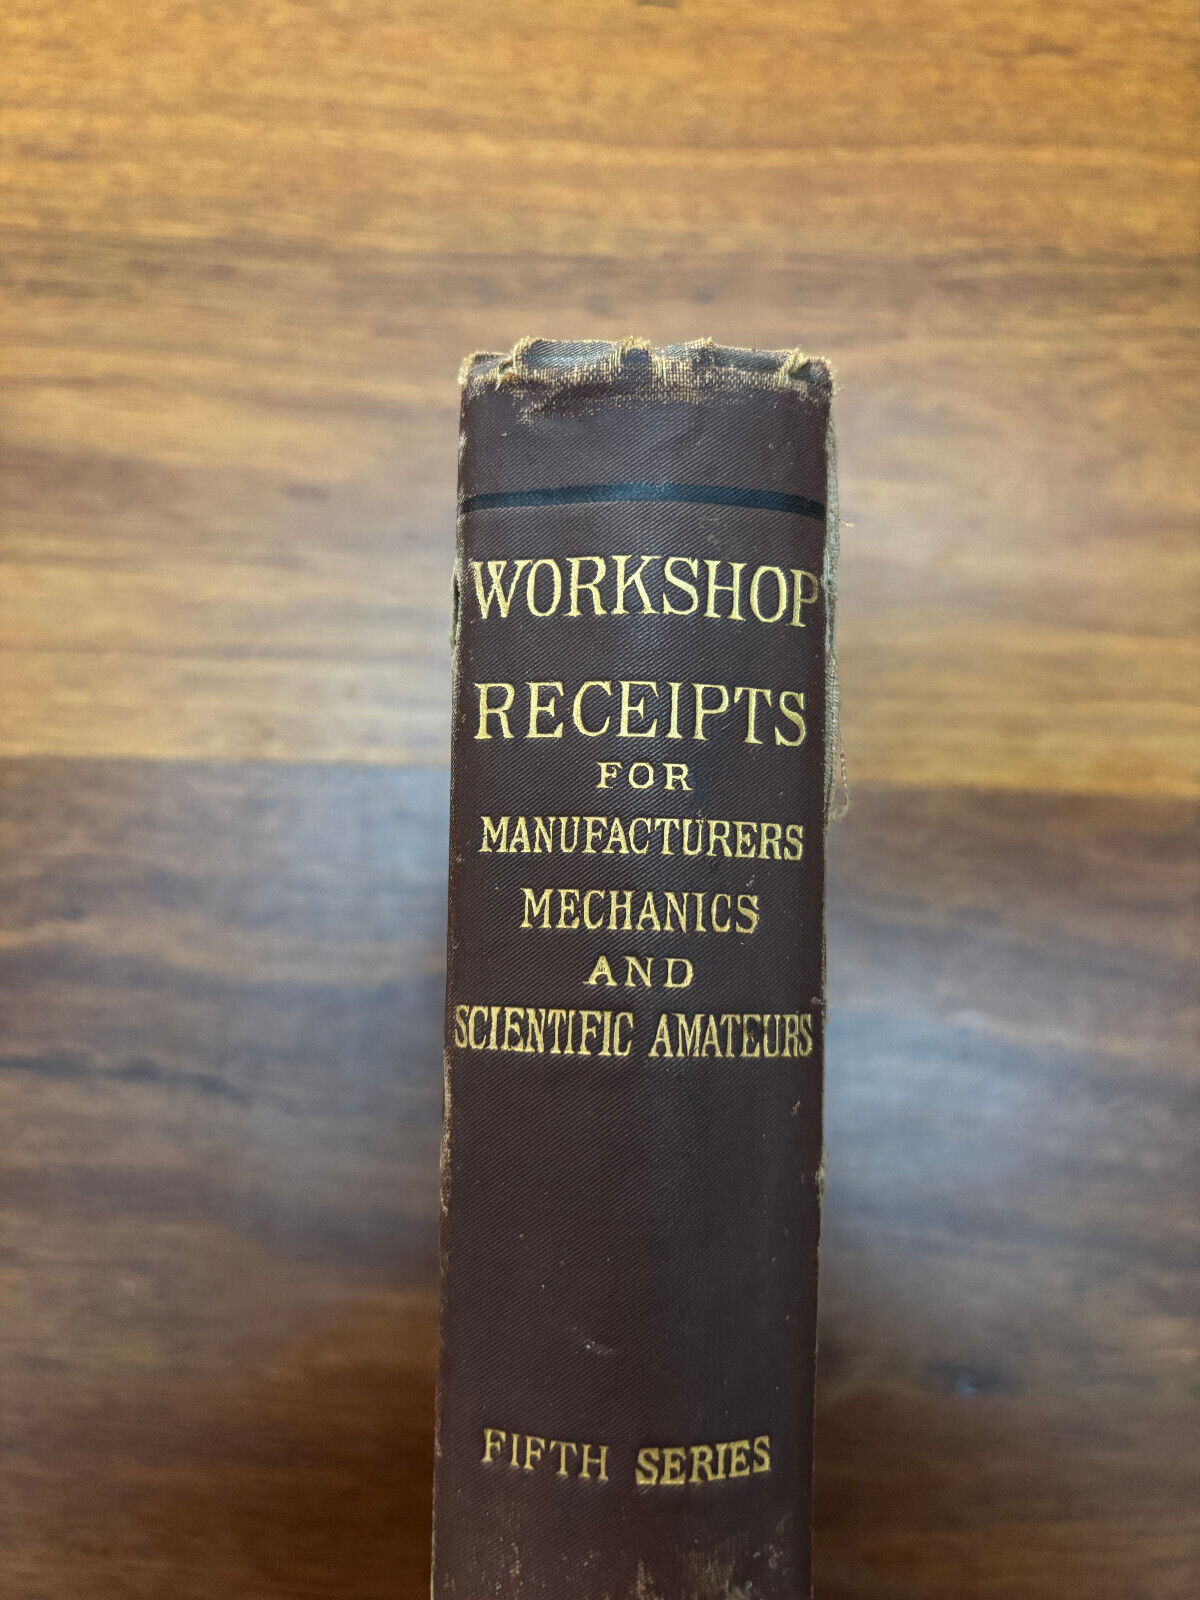 WORKSHOP
RECEIPTS
FOR
MANUFACTURERS
MECHANICS
AND
SCIENTIFIC AMATEURS
FIFTH SERIES